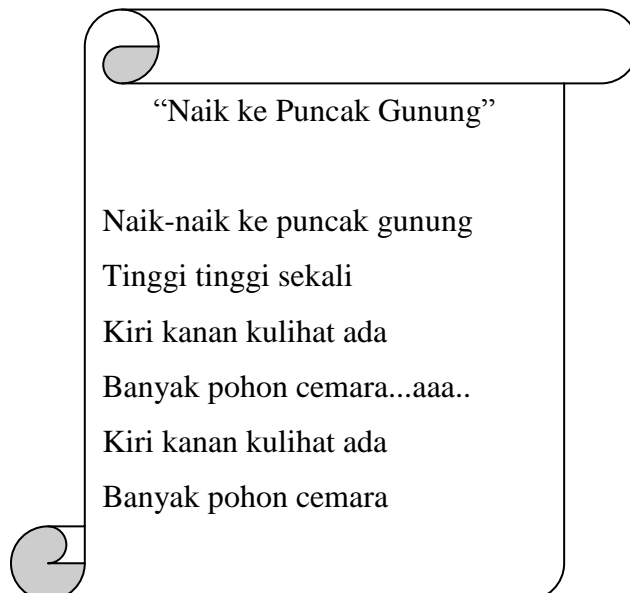 “Naik ke Puncak Gunung”
Naik-naik ke puncak gunung
Tinggi tinggi sekali
Kiri kanan kulihat ada
Banyak pohon cemara...aaa..
Kiri kanan kulihat ada
Banyak pohon cemara